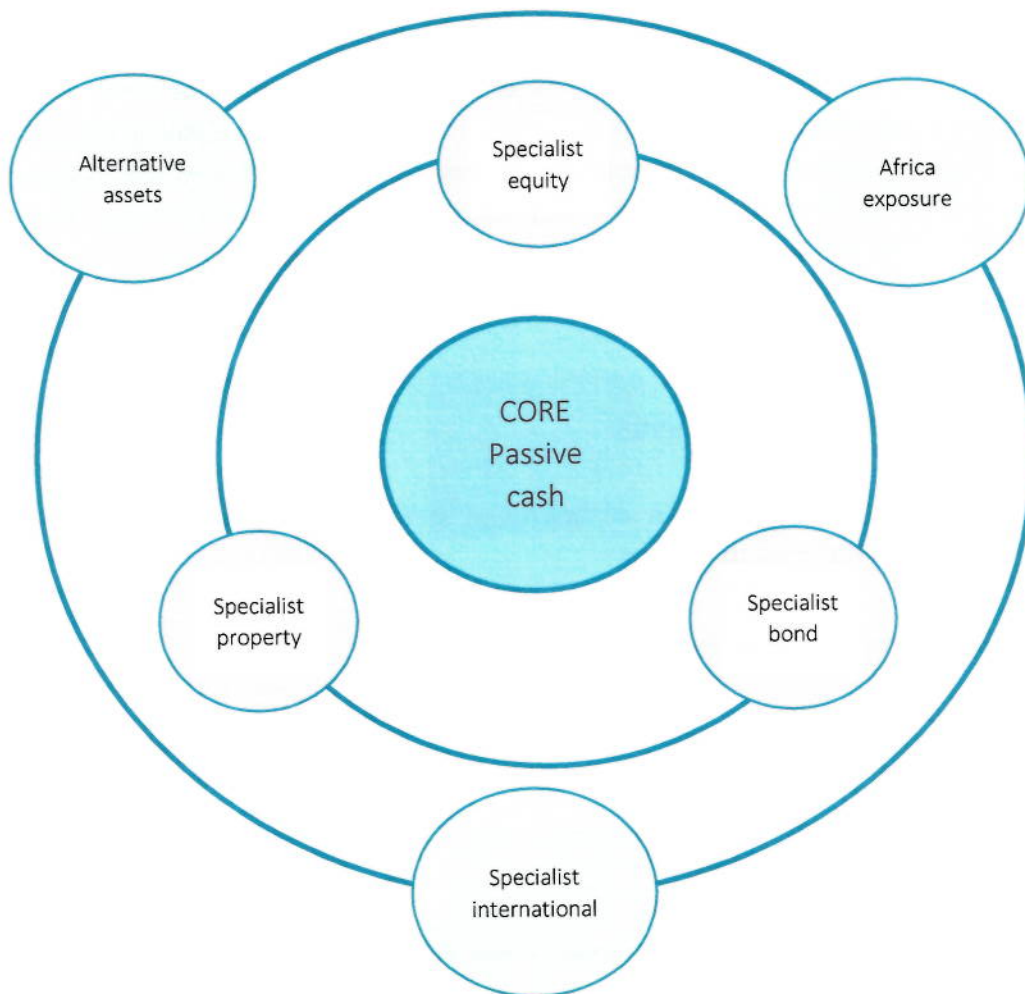 Alternative
assets
Specialist
equity
Africa
exposure
CORE
Passive
cash
Specialist
property
Specialist
bond
Specialist
international